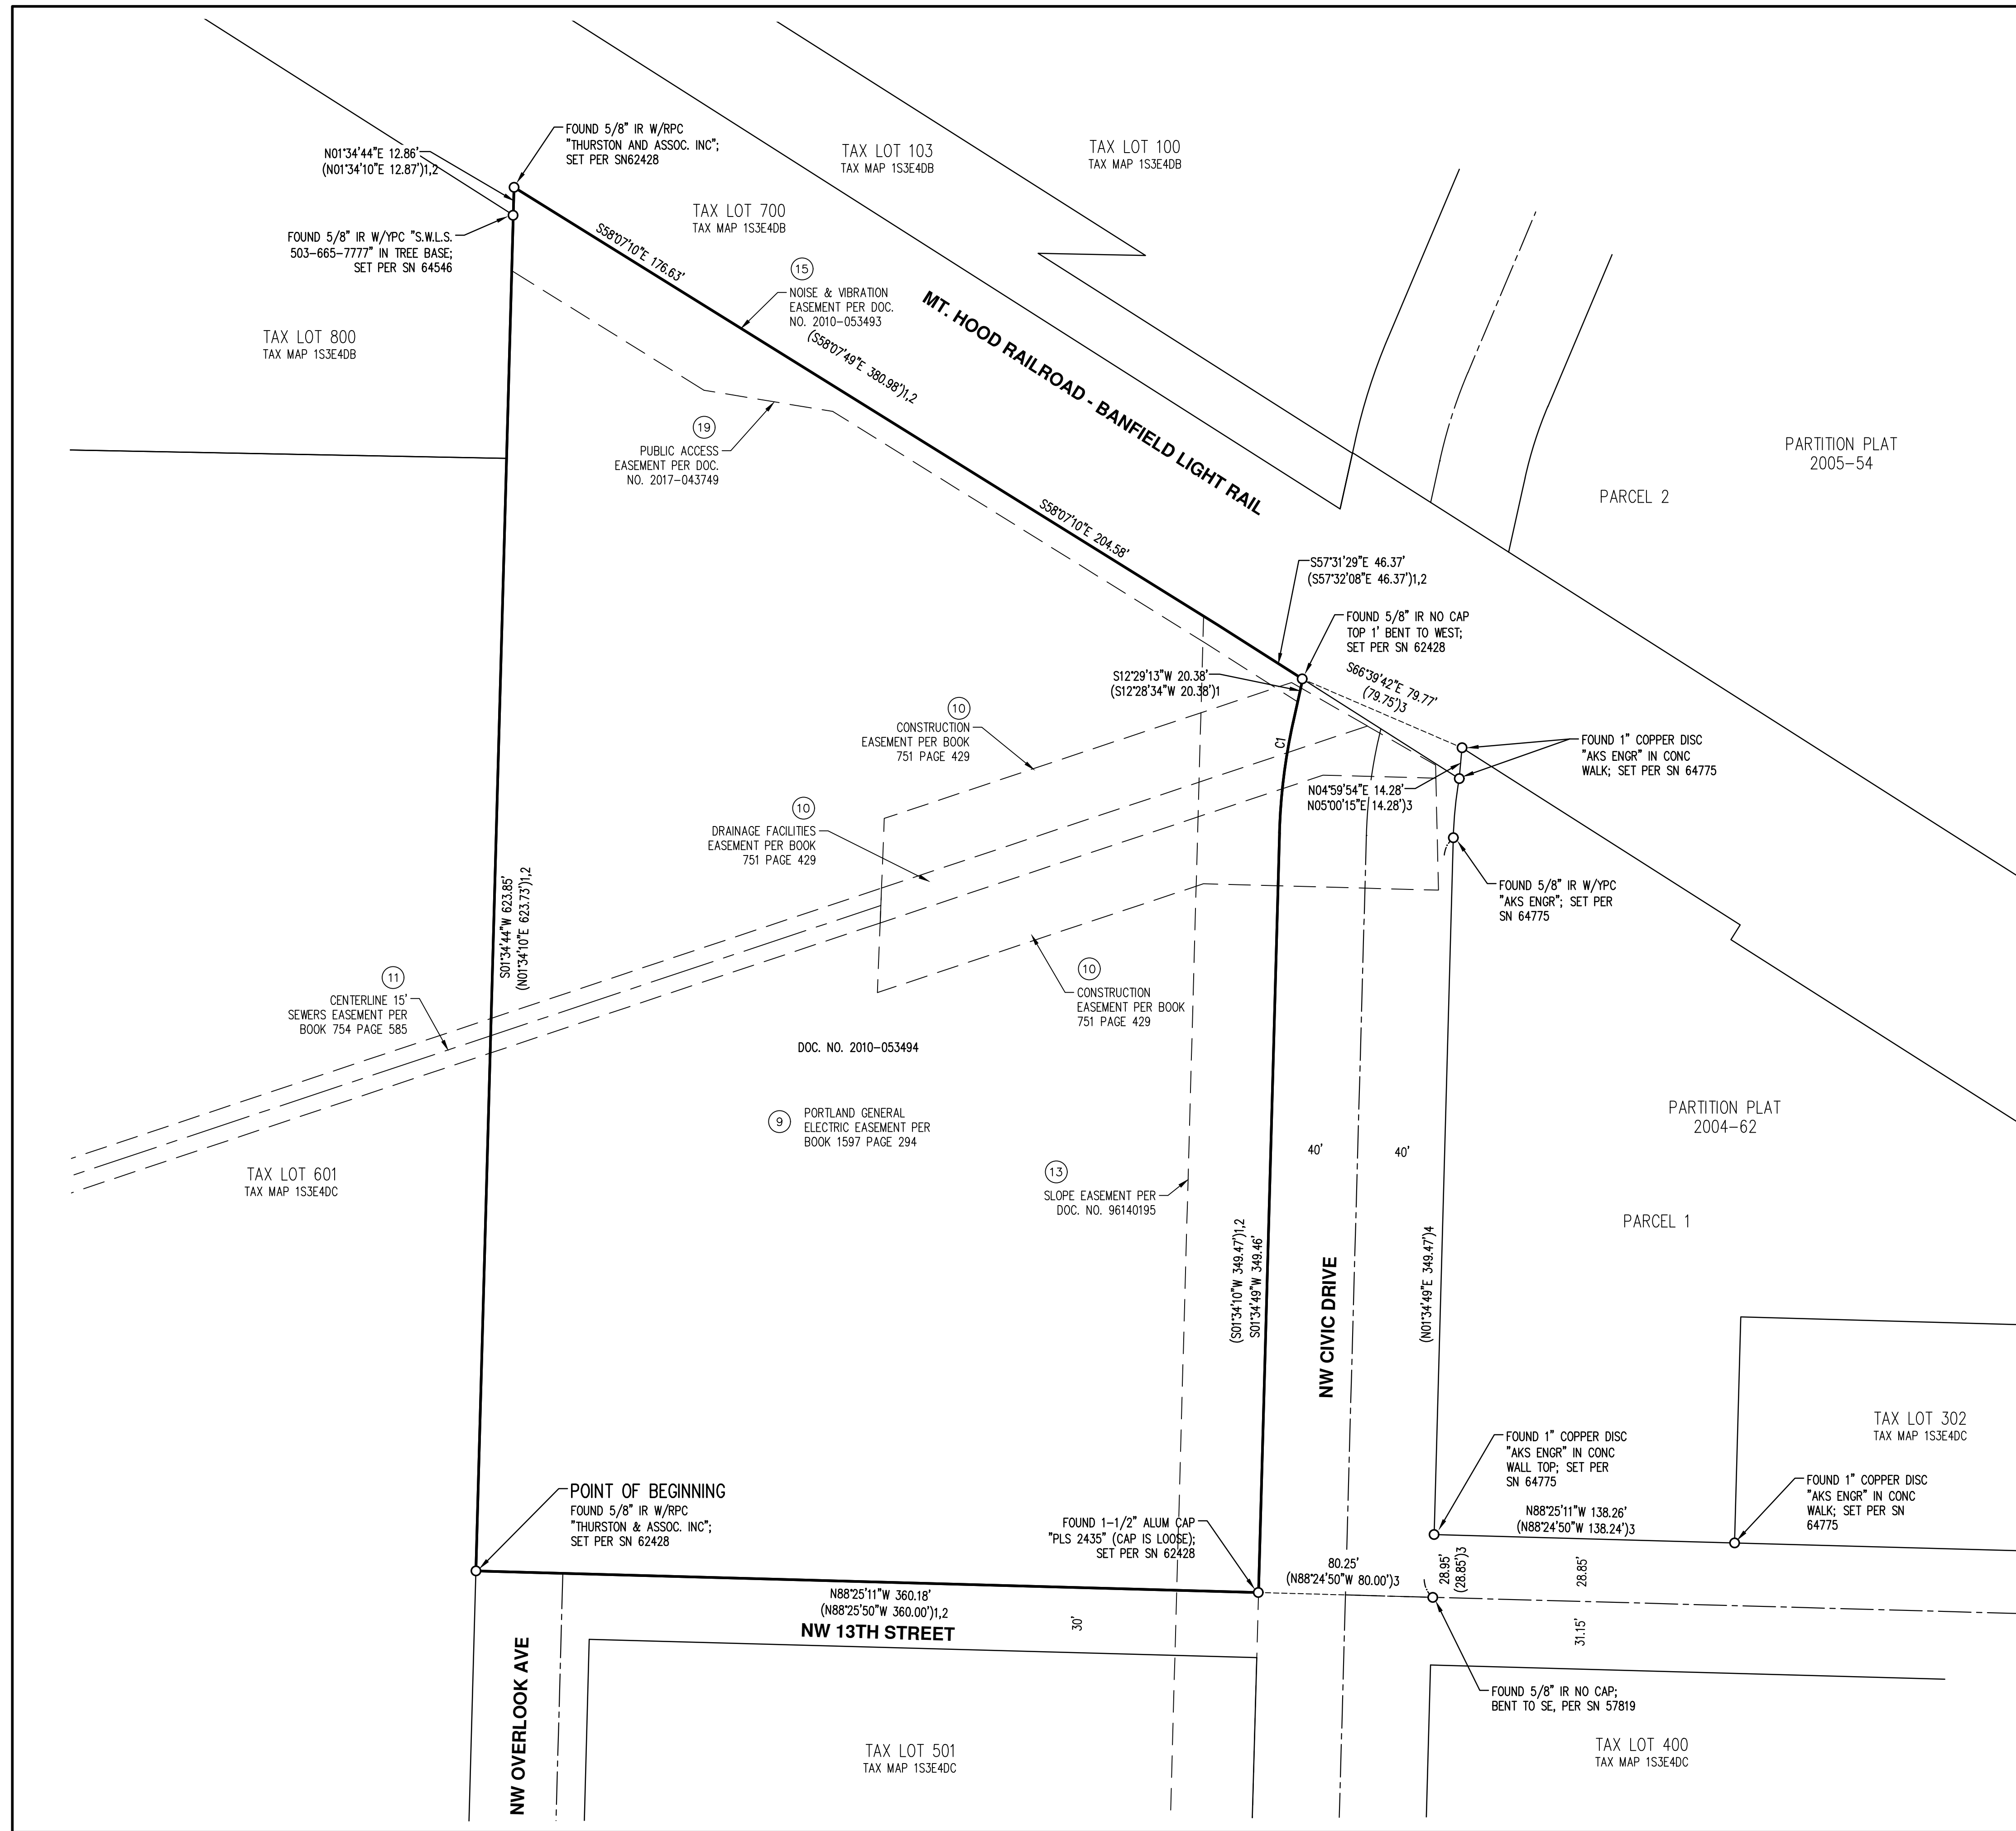 TAX LOT 103
TAX MAP 1S3E4DB
TAX LOT 100
TAX MAP 1S3E4DB
FOUND 5/8" IR W/RPC
"THURSTON AND ASSOC. INC";
SET PER SN62428
N01°34'44"E 12.86'
(N01°34'10"E 12.87')1,2
TAX LOT 700
TAX MAP 1S3E4DB
FOUND 5/8" IR W/YPC "S.W.L.S.
503-665-7777" IN TREE BASE;
SET PER SN 64546
S58°07'10"E 176.63'
15
NOISE & VIBRATION
EASEMENT PER DOC.
NO. 2010-053493
(S58°07'49"E 380.98')1,2
MT. HOOD RAILROAD - BANFIELD LIGHT RAIL
TAX LOT 800
TAX MAP 1S3E4DB
19
PUBLIC ACCESS
EASEMENT PER DOC.
NO. 2017-043749
PARTITION PLAT
2005-54
PARCEL 2
S58°07'10"E 204.58'
S57°31'29"E 46.37'
(S57°32'08"E 46.37')1,2
FOUND 5/8" IR NO CAP
TOP 1' BENT TO WEST;
SET PER SN 62428
S12°29'13"W 20.38'
(S12°28'34"W 20.38')1
S66°39'42"E 79.77'
(79.75')3
10
CONSTRUCTION
EASEMENT PER BOOK
751 PAGE 429
C1
FOUND 1" COPPER DISC
"AKS ENGR" IN CONC
WALK; SET PER SN 64775
N04°59'54"E 14.28'
N05°00'15"E 14.28')3
10
DRAINAGE FACILITIES
EASEMENT PER BOOK
751 PAGE 429
FOUND 5/8" IR W/YPC
"AKS ENGR"; SET PER
SN 64775
S01°34'44"W 623.85'
(N01°34'10"E 623.73')1,2
11
CENTERLINE 15'
SEWERS EASEMENT PER
BOOK 754 PAGE 585
10
CONSTRUCTION
EASEMENT PER BOOK
751 PAGE 429
DOC. NO. 2010-053494
9
PORTLAND GENERAL
ELECTRIC EASEMENT PER
BOOK 1597 PAGE 294
PARTITION PLAT
2004-62
40'
40'
TAX LOT 601
TAX MAP 1S3E4DC
13
SLOPE EASEMENT PER
DOC. NO. 96140195
PARCEL 1
(S01°34'10"W 349.47')1,2
S01°34'49"W 349.46'
NW CIVIC DRIVE
(N01°34'49"E 349.47')4
TAX LOT 302
TAX MAP 1S3E4DC
FOUND 1" COPPER DISC
"AKS ENGR" IN CONC
WALL TOP; SET PER
SN 64775
FOUND 1" COPPER DISC
"AKS ENGR" IN CONC
WALK; SET PER SN
64775
POINT OF BEGINNING
FOUND 5/8" IR W/RPC
"THURSTON & ASSOC. INC";
SET PER SN 62428
FOUND 1-1/2" ALUM CAP
"PLS 2435" (CAP IS LOOSE);
SET PER SN 62428
N88°25'11"W 138.26'
(N88°24'50"W 138.24')3
80.25'
(N88°24'50"W 80.00')3
28.95'
(28.85')3
28.85'
N88°25'11"W 360.18'
(N88°25'50"W 360.00')1,2
NW 13TH STREET
30'
31.15'
NW OVERLOOK AVE
FOUND 5/8" IR NO CAP;
BENT TO SE, PER SN 57819
TAX LOT 501
TAX MAP 1S3E4DC
TAX LOT 400
TAX MAP 1S3E4DC